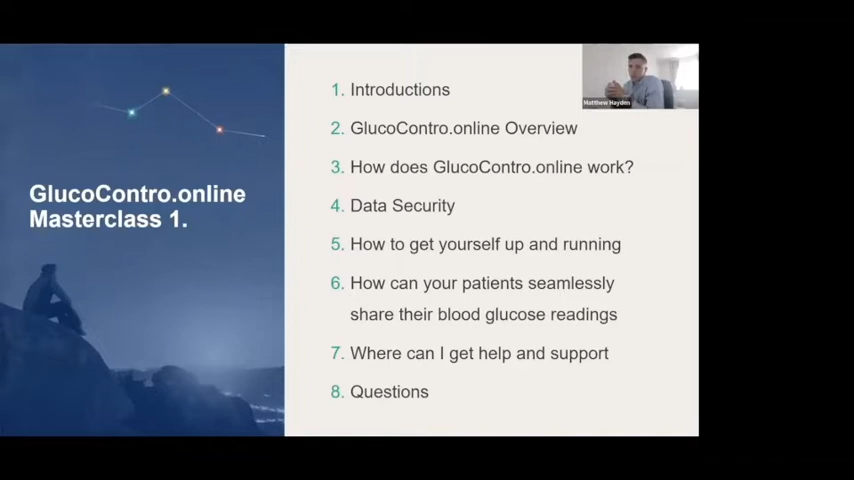 GlucoContro.online
Masterclass 1.
1. Introductions
2. GlucoContro.online Overview
3. How does GlucoContro.online work?
4. Data Security
5. How to get yourself up and running
6. How can your patients seamlessly
share their blood glucose readings
7. Where can I get help and support
8. Questions
Matthew Hayden